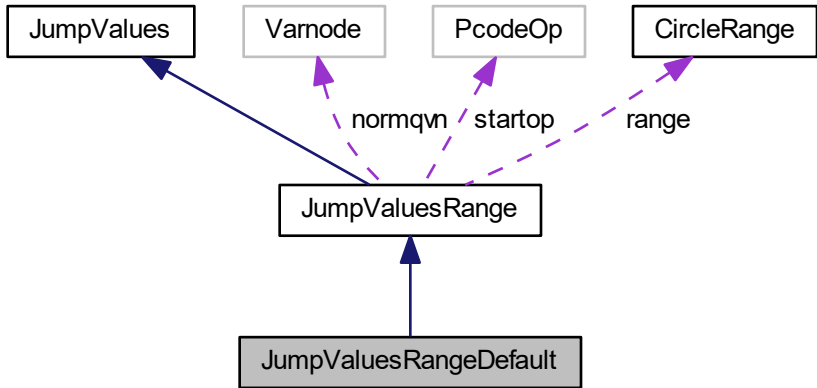 JumpValues
Varnode
PcodeOp
CircleRange
normqvn
startop
range
JumpValuesRange
JumpValuesRangeDefault